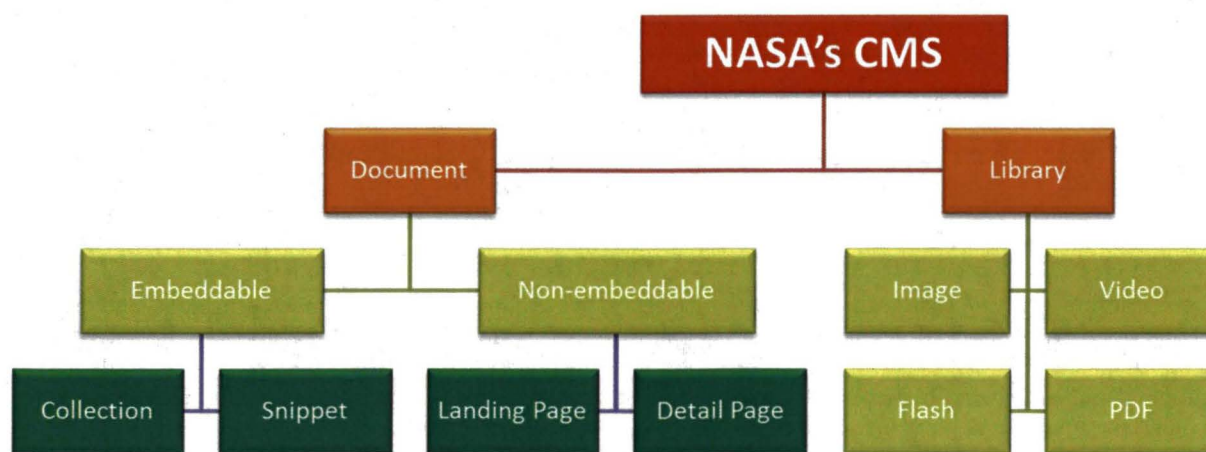 NASA's CMS
Document
Library
Embeddable
Non-embeddable
Image
Video
Collection
Snippet
Landing Page
Detail Page
Flash
PDF